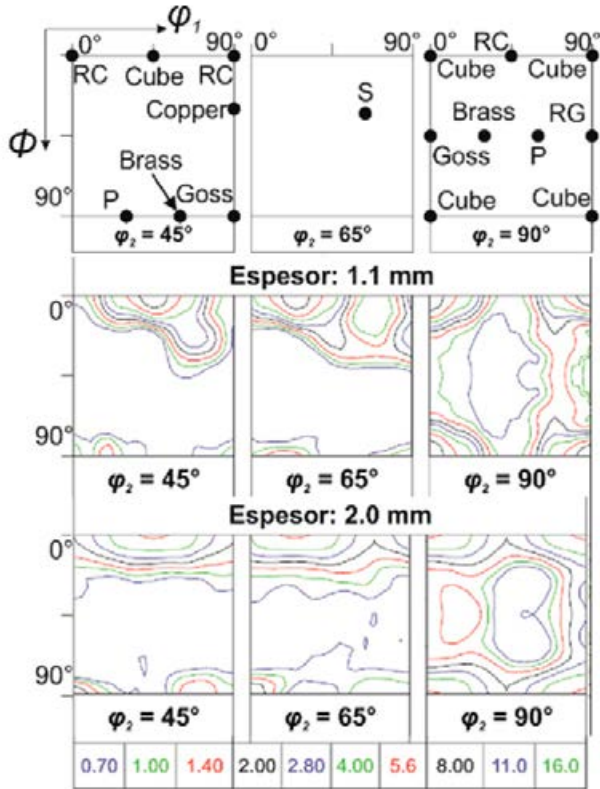 φ₁
0° 90° 0° 90° 0° RC 90°
RC Cube RC Cube Cube
Copper S
Φ Brass Brass RG
P Goss Goss P
90° Cube Cube
φ₂ = 45° φ₂ = 65° φ₂ = 90°
Espesor: 1.1 mm
0°
90°
φ₂ = 45° φ₂ = 65° φ₂ = 90°
Espesor: 2.0 mm
0°
90°
φ₂ = 45° φ₂ = 65° φ₂ = 90°
0.70 1.00 1.40 2.00 2.80 4.00 5.6 8.00 11.0 16.0